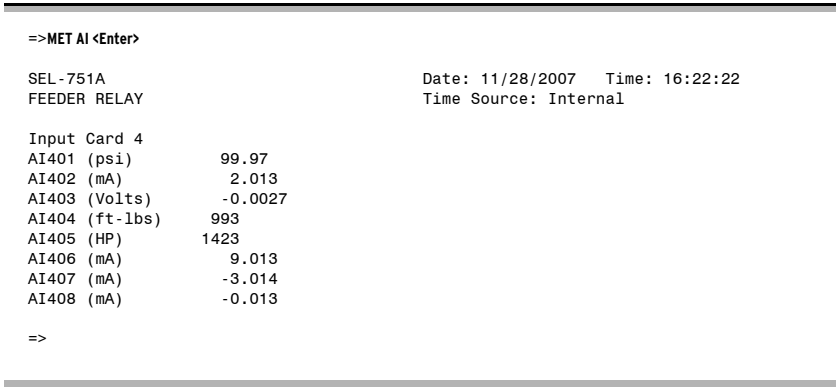 =>MET AI <Enter>
SEL-751A Date: 11/28/2007 Time: 16:22:22
FEEDER RELAY Time Source: Internal
Input Card 4
AI401 (psi) 99.97
AI402 (mA) 2.013
AI403 (Volts) -0.0027
AI404 (ft-lbs) 993
AI405 (HP) 1423
AI406 (mA) 9.013
AI407 (mA) -3.014
AI408 (mA) -0.013
=>